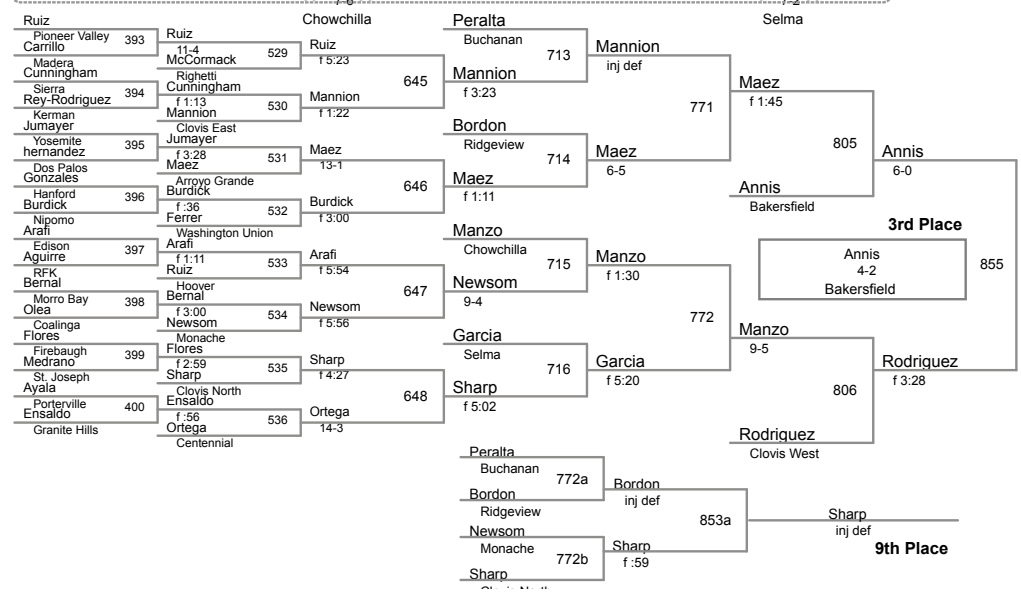 7-6
7-2
Chowchilla
Selma
Ruiz
Pioneer Valley
393
Carrillo
Madera
Cunningham
Sierra
394
Rey-Rodriguez
Kerman
Jumayer
Yosemite
395
hernandez
Dos Palos
Gonzales
Hanford
396
Burdick
Nipomo
Arafi
Edison
397
Aguirre
RFK
Bernal
Morro Bay
398
Olea
Coalinga
Flores
Firebaugh
399
Medrano
St. Joseph
Ayala
Porterville
400
Ensaldo
Granite Hills
Ruiz
11-4
529
McCormack
Righetti
Cunningham
f 1:13
530
Mannion
Clovis East
Jumayer
f 3:28
531
Maez
Arroyo Grande
Burdick
f :36
532
Ferrer
Washington Union
Arafi
f 1:11
533
Ruiz
Hoover
Bernal
f 3:00
534
Newsom
Monache
Flores
f 2:59
535
Sharp
Clovis North
Ensaldo
f :56
536
Ortega
Centennial
Ruiz
f 5:23
645
Mannion
f 1:22
Maez
13-1
646
Burdick
f 3:00
Arafi
f 5:54
647
Newsom
f 5:56
Sharp
f 4:27
648
Ortega
14-3
Peralta
Buchanan
713
Mannion
f 3:23
Bordon
Ridgeview
714
Maez
f 1:11
Manzo
Chowchilla
715
Newsom
9-4
Garcia
Selma
716
Sharp
f 5:02
Mannion
inj def
771
Maez
6-5
Manzo
f 1:30
772
Garcia
f 5:20
Maez
f 1:45
805
Annis
Bakersfield
Manzo
9-5
806
Rodriguez
Clovis West
Annis
6-0
3rd Place
Annis
4-2
Bakersfield
855
Rodriguez
f 3:28
Peralta
Buchanan
772a
Bordon
Ridgeview
Newsom
Monache
772b
Sharp
Clovis North
Bordon
inj def
853a
Sharp
f :59
Sharp
inj def
9th Place